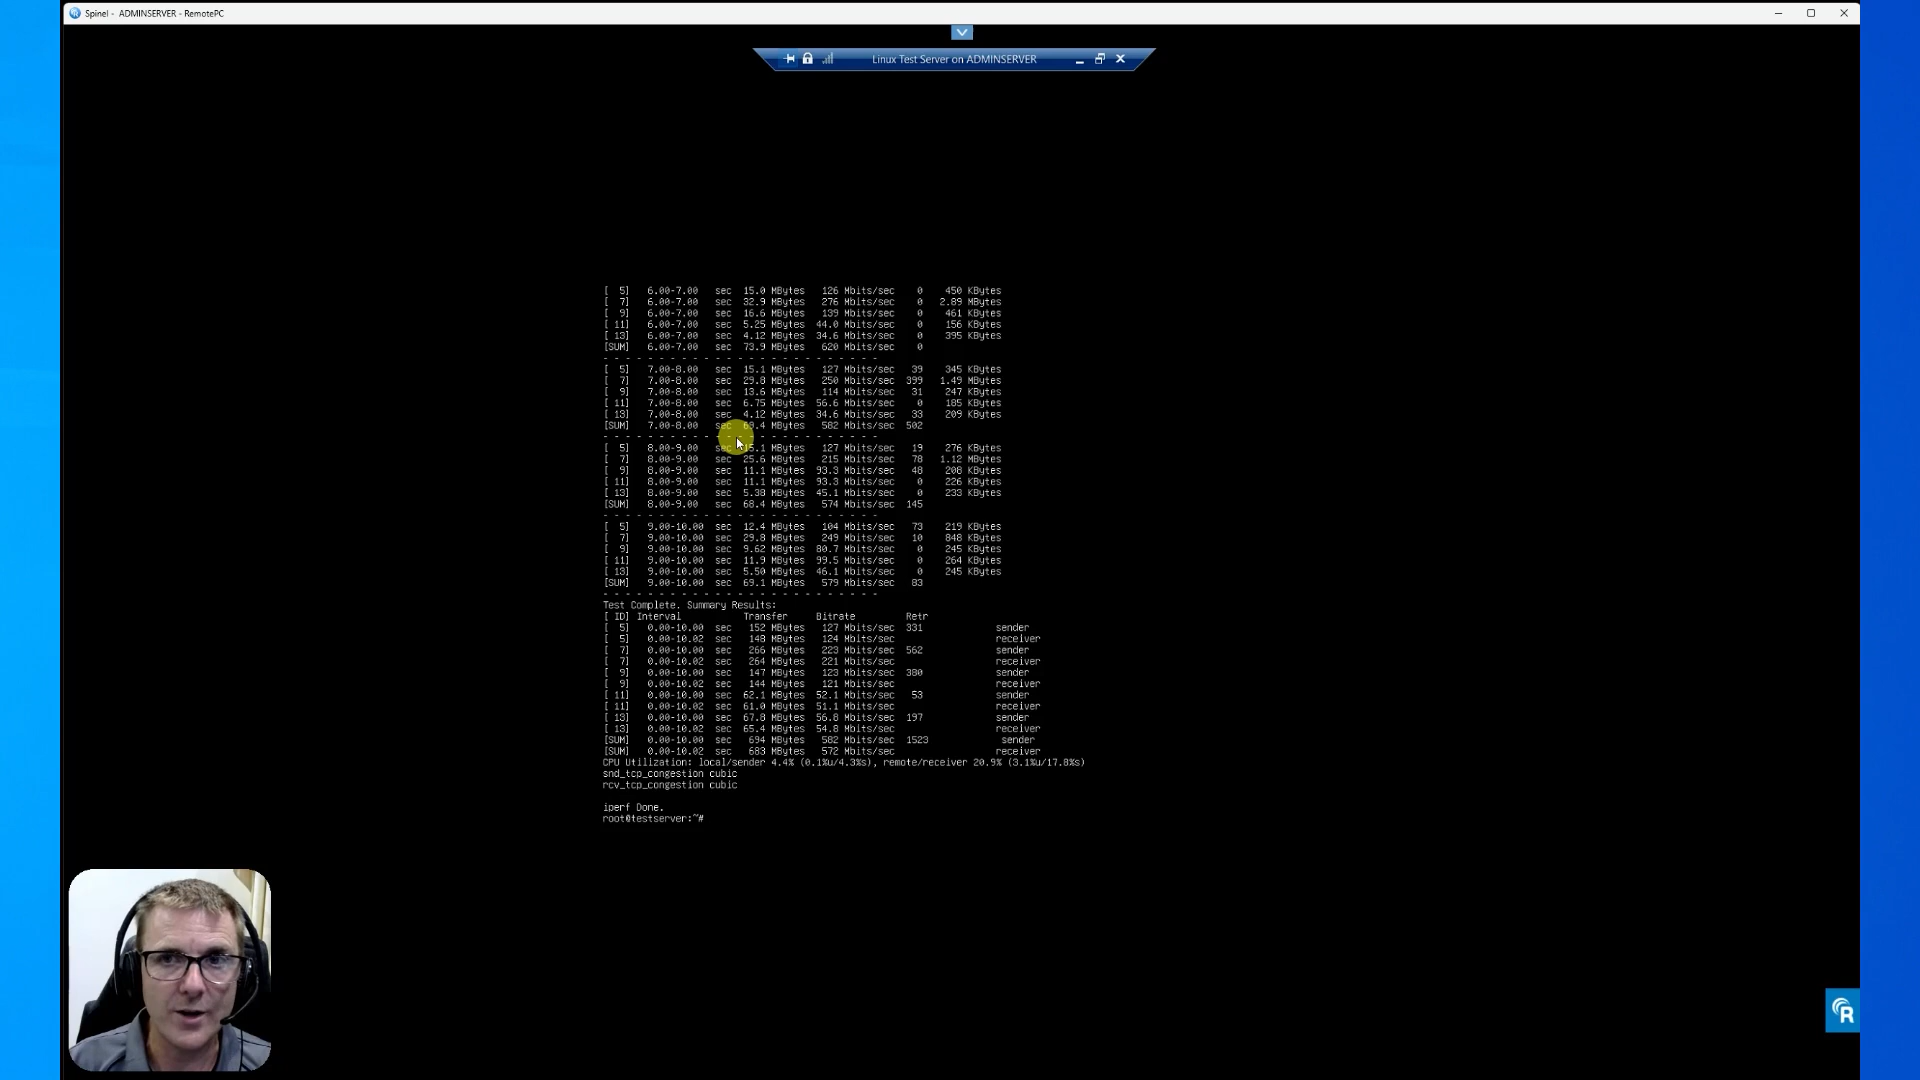 Spinel - ADMINSERVER - RemotePC
Linux Test Server on ADMINSERVER
[  5]   6.00-7.00   sec  15.0 MBytes   126 Mbits/sec    0    450 KBytes
[  7]   6.00-7.00   sec  32.9 MBytes   276 Mbits/sec    0   2.89 MBytes
[  9]   6.00-7.00   sec  16.6 MBytes   139 Mbits/sec    0    461 KBytes
[ 11]   6.00-7.00   sec  5.25 MBytes  44.0 Mbits/sec    0    156 KBytes
[ 13]   6.00-7.00   sec  4.12 MBytes  34.6 Mbits/sec    0    395 KBytes
[SUM]   6.00-7.00   sec  73.9 MBytes   620 Mbits/sec    0
- - - - - - - - - - - - - - - - - - - - - - - - -
[  5]   7.00-8.00   sec  15.1 MBytes   127 Mbits/sec   39    345 KBytes
[  7]   7.00-8.00   sec  29.8 MBytes   250 Mbits/sec  399   1.49 MBytes
[  9]   7.00-8.00   sec  13.6 MBytes   114 Mbits/sec   31    247 KBytes
[ 11]   7.00-8.00   sec  6.75 MBytes  56.6 Mbits/sec    0    185 KBytes
[ 13]   7.00-8.00   sec  4.12 MBytes  34.6 Mbits/sec   33    209 KBytes
[SUM]   7.00-8.00   sec  69.4 MBytes   582 Mbits/sec  502
- - - - - - - - - - - - - - - - - - - - - - - - -
[  5]   8.00-9.00   sec  15.1 MBytes   127 Mbits/sec   19    276 KBytes
[  7]   8.00-9.00   sec  25.6 MBytes   215 Mbits/sec   78   1.12 MBytes
[  9]   8.00-9.00   sec  11.1 MBytes  93.3 Mbits/sec   48    208 KBytes
[ 11]   8.00-9.00   sec  11.1 MBytes  93.3 Mbits/sec    0    226 KBytes
[ 13]   8.00-9.00   sec  5.38 MBytes  45.1 Mbits/sec    0    233 KBytes
[SUM]   8.00-9.00   sec  68.4 MBytes   574 Mbits/sec  145
- - - - - - - - - - - - - - - - - - - - - - - - -
[  5]   9.00-10.00  sec  12.4 MBytes   104 Mbits/sec   73    219 KBytes
[  7]   9.00-10.00  sec  29.8 MBytes   249 Mbits/sec   10    848 KBytes
[  9]   9.00-10.00  sec  9.62 MBytes  80.7 Mbits/sec    0    245 KBytes
[ 11]   9.00-10.00  sec  11.9 MBytes  99.5 Mbits/sec    0    264 KBytes
[ 13]   9.00-10.00  sec  5.50 MBytes  46.1 Mbits/sec    0    245 KBytes
[SUM]   9.00-10.00  sec  69.1 MBytes   579 Mbits/sec   83
- - - - - - - - - - - - - - - - - - - - - - - - -
Test Complete. Summary Results:
[ ID] Interval           Transfer     Bitrate         Retr
[  5]   0.00-10.00  sec   152 MBytes   127 Mbits/sec  331             sender
[  5]   0.00-10.02  sec   148 MBytes   124 Mbits/sec                  receiver
[  7]   0.00-10.00  sec   266 MBytes   223 Mbits/sec  562             sender
[  7]   0.00-10.02  sec   264 MBytes   221 Mbits/sec                  receiver
[  9]   0.00-10.00  sec   147 MBytes   123 Mbits/sec  380             sender
[  9]   0.00-10.02  sec   144 MBytes   121 Mbits/sec                  receiver
[ 11]   0.00-10.00  sec  62.1 MBytes  52.1 Mbits/sec   53             sender
[ 11]   0.00-10.02  sec  61.0 MBytes  51.1 Mbits/sec                  receiver
[ 13]   0.00-10.00  sec  67.8 MBytes  56.8 Mbits/sec  197             sender
[ 13]   0.00-10.02  sec  65.4 MBytes  54.8 Mbits/sec                  receiver
[SUM]   0.00-10.00  sec   694 MBytes   582 Mbits/sec  1523             sender
[SUM]   0.00-10.02  sec   683 MBytes   572 Mbits/sec                  receiver
CPU Utilization: local/sender 4.4% (0.1%u/4.3%s), remote/receiver 20.9% (3.1%u/17.8%s)
snd_tcp_congestion cubic
rcv_tcp_congestion cubic
iperf Done.
root@testserver:~#
R